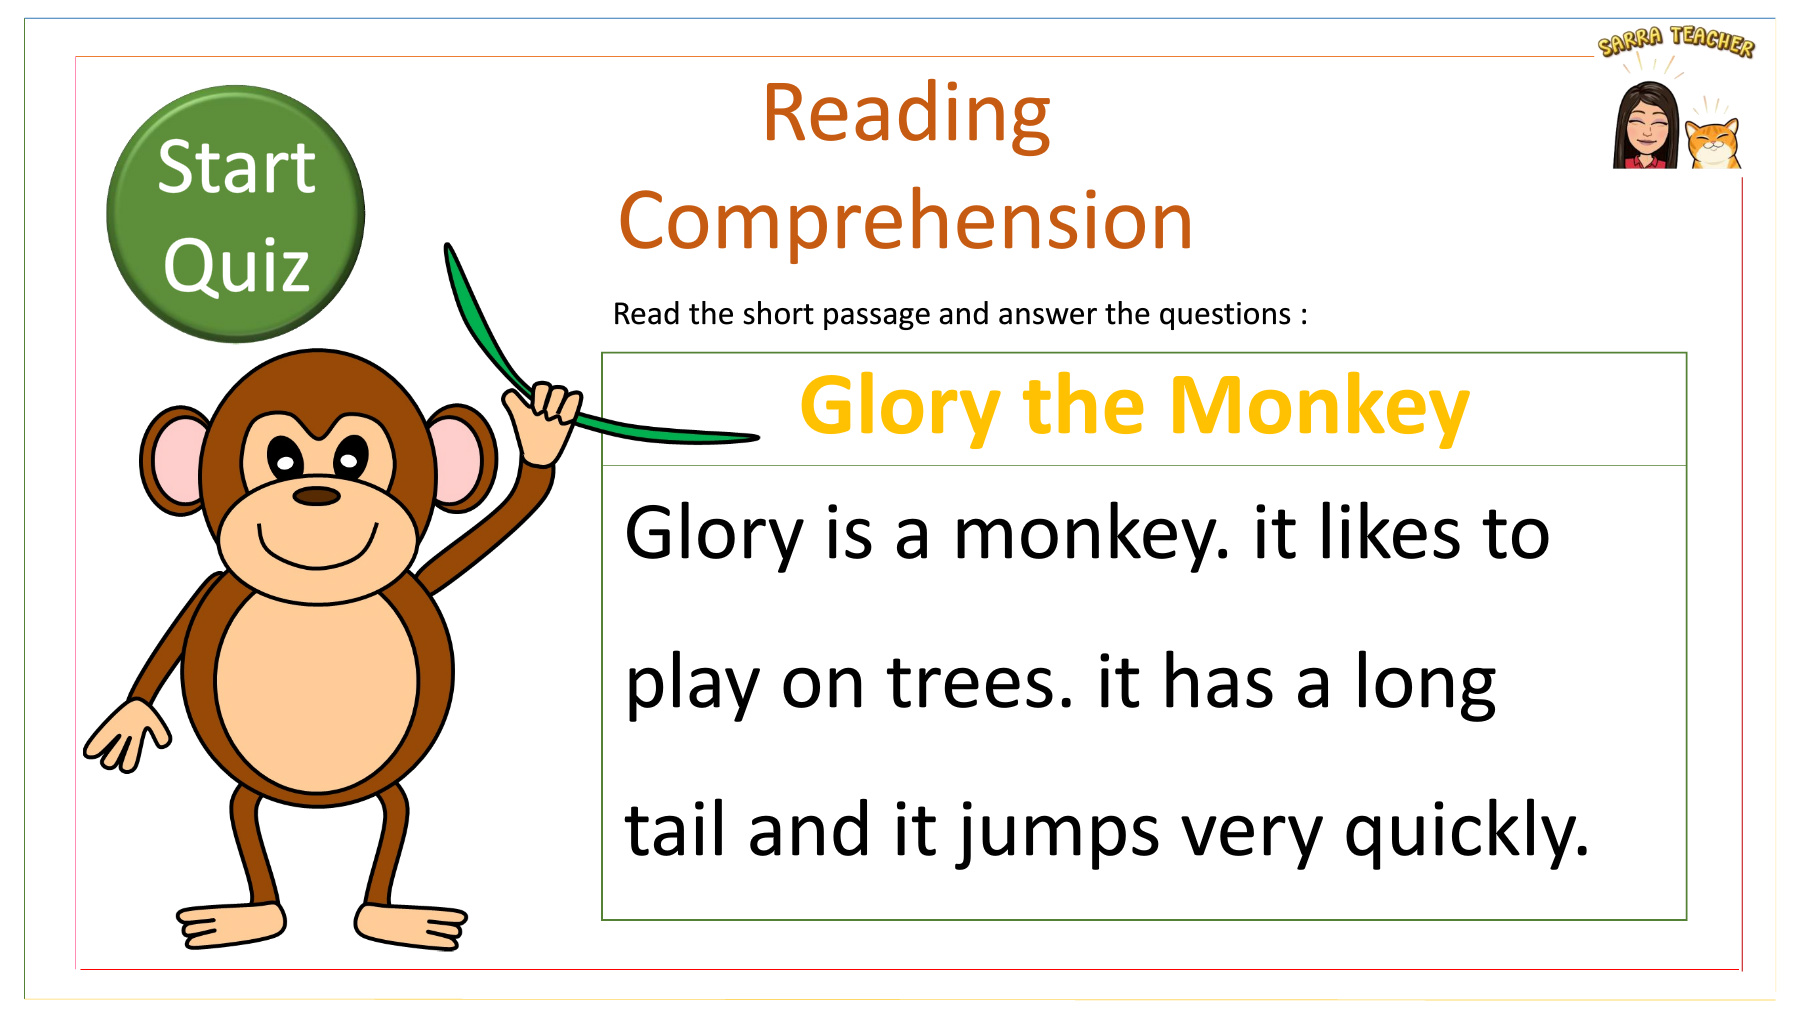 SARRA TEACHER
Start
Quiz
Reading
Comprehension
Read the short passage and answer the questions :
Glory the Monkey
Glory is a monkey. it likes to
play on trees. it has a long
tail and it jumps very quickly.